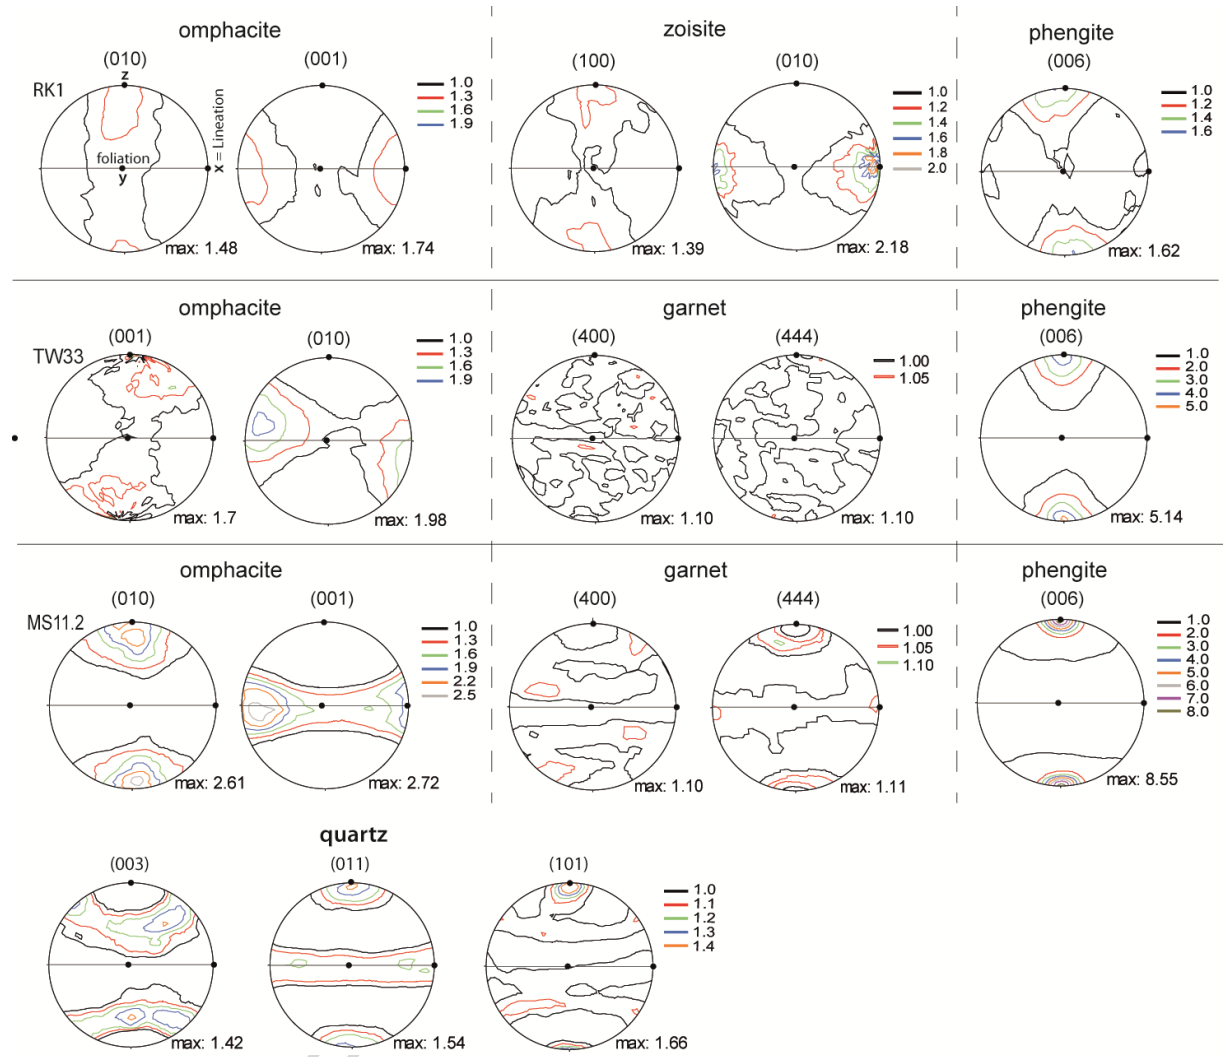 omphacite zoisite phengite
(010) (001) (100) (010) (006)
RK1
z
foliation
y
x = Lineation
1.0
1.3
1.6
1.9
1.0
1.2
1.4
1.6
1.8
2.0
1.0
1.2
1.4
1.6
max: 1.48 max: 1.74 max: 1.39 max: 2.18 max: 1.62
omphacite garnet phengite
(001) (010) (400) (444) (006)
TW33
1.0
1.3
1.6
1.9
1.00
1.05
1.0
2.0
3.0
4.0
5.0
max: 1.7 max: 1.98 max: 1.10 max: 1.10 max: 5.14
omphacite garnet phengite
(010) (001) (400) (444) (006)
MS11.2
1.0
1.3
1.6
1.9
2.2
2.5
1.00
1.05
1.10
1.0
2.0
3.0
4.0
5.0
6.0
7.0
8.0
max: 2.61 max: 2.72 max: 1.10 max: 1.11 max: 8.55
quartz
(003) (011) (101)
1.0
1.1
1.2
1.3
1.4
max: 1.42 max: 1.54 max: 1.66